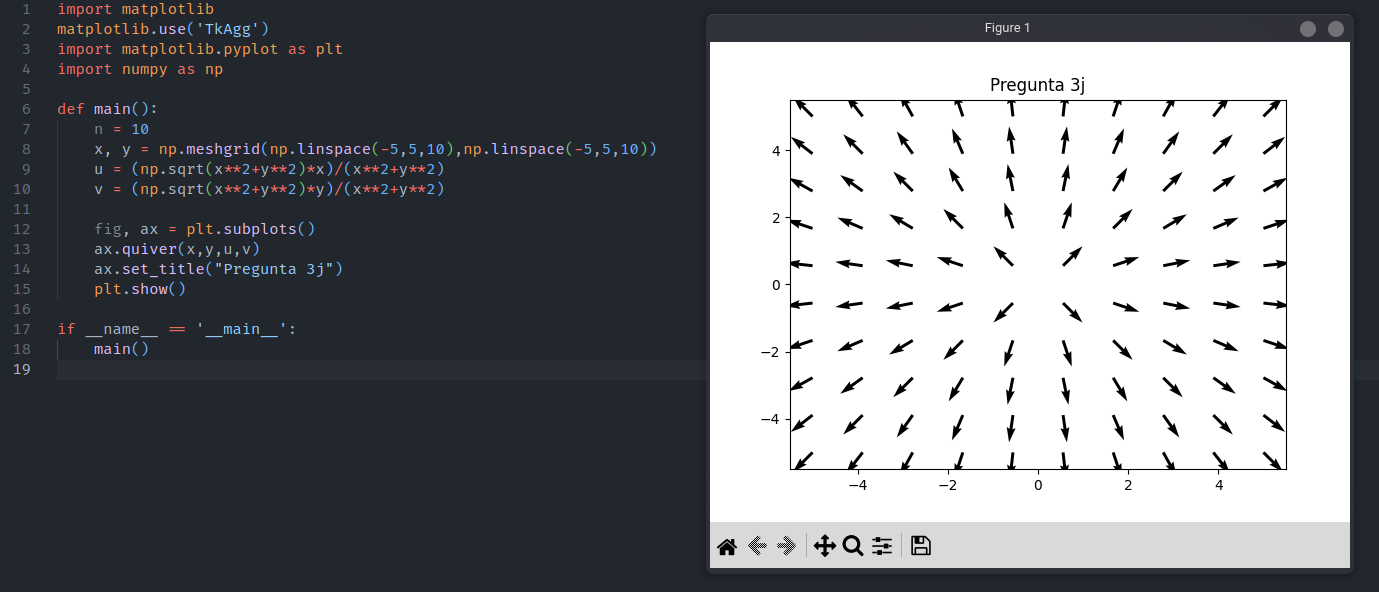 1 import matplotlib
2 matplotlib.use('TkAgg')
3 import matplotlib.pyplot as plt
4 import numpy as np
5
6 def main():
7     n = 10
8     x, y = np.meshgrid(np.linspace(-5,5,10),np.linspace(-5,5,10))
9     u = (np.sqrt(x**2+y**2)*x)/(x**2+y**2)
10     v = (np.sqrt(x**2+y**2)*y)/(x**2+y**2)
11
12     fig, ax = plt.subplots()
13     ax.quiver(x,y,u,v)
14     ax.set_title("Pregunta 3j")
15     plt.show()
16
17 if __name__ == '__main__':
18     main()
19
Figure 1
Pregunta 3j
4
2
0
−2
−4
−4 −2 0 2 4